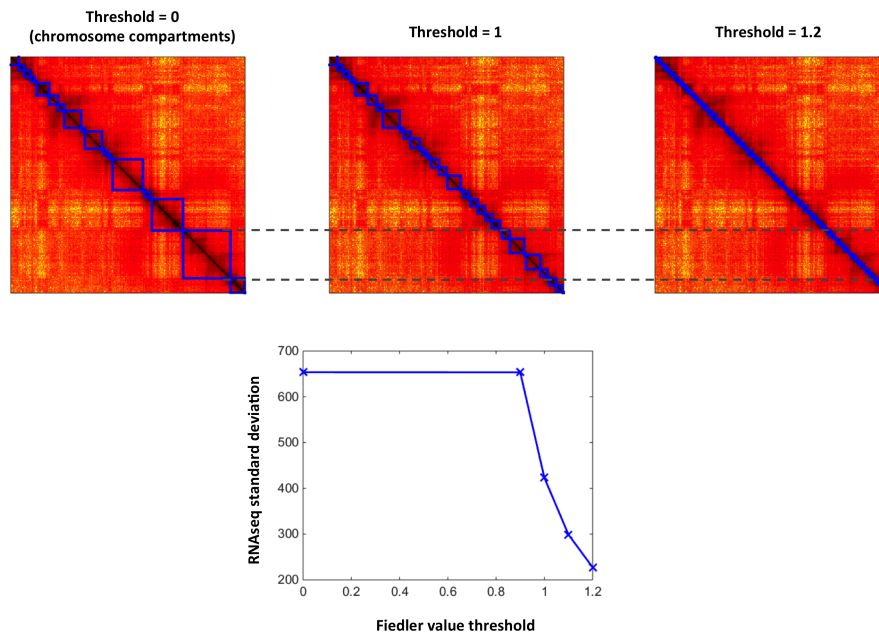 Threshold = 0
(chromosome compartments)
Threshold = 1
Threshold = 1.2
700
600
500
400
300
200
RNAseq standard deviation
0 0.2 0.4 0.6 0.8 1 1.2
Fiedler value threshold